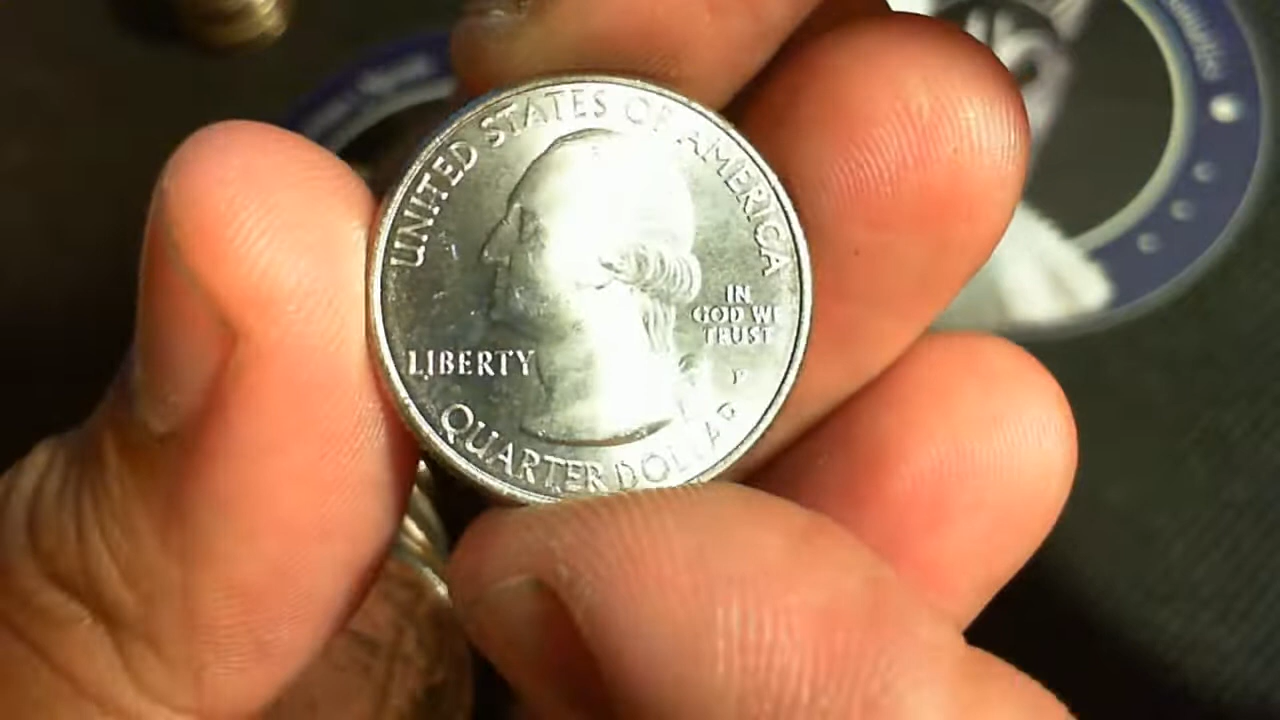 UNITED STATES OF AMERICA
IN
GOD WE
TRUST
LIBERTY
P
QUARTER DOLLAR